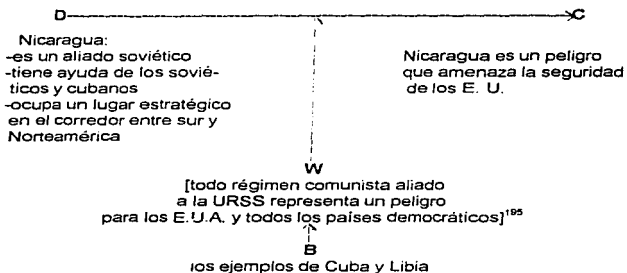 D C
Nicaragua:
-es un aliado soviético
-tiene ayuda de los sovié-
ticos y cubanos
-ocupa un lugar estratégico
en el corredor entre sur y
Norteamérica
Nicaragua es un peligro
que amenaza la seguridad
de los E. U.
W
[todo régimen comunista aliado
a la URSS representa un peligro
para los E.U.A. y todos los países democráticos]¹⁹⁵
B
los ejemplos de Cuba y Libia